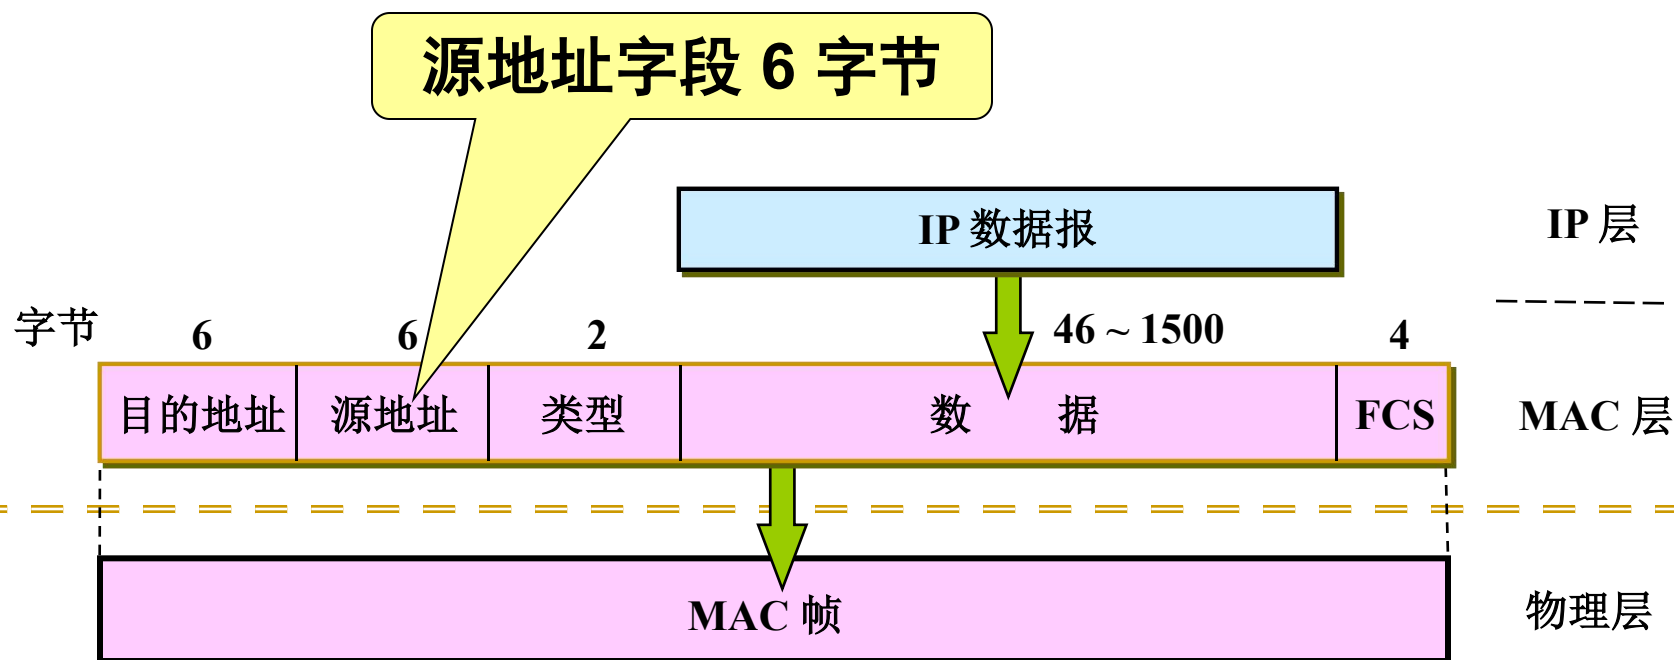 源地址字段 6 字节
IP 数据报
IP 层
字节
6
6
2
46 ~ 1500
4
目的地址
源地址
类型
数 据
FCS
MAC 层
MAC 帧
物理层